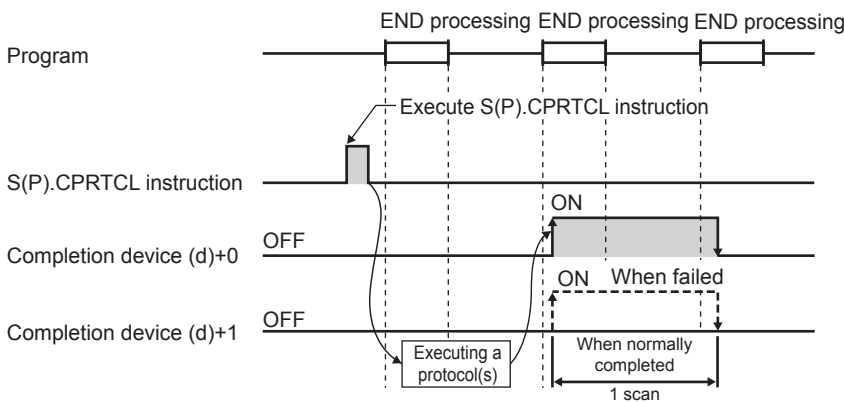 END processing END processing END processing
Program
Execute S(P).CPRTCL instruction
S(P).CPRTCL instruction
ON
OFF
Completion device (d)+0
ON When failed
OFF
Completion device (d)+1
Executing a
protocol(s)
When normally
completed
1 scan